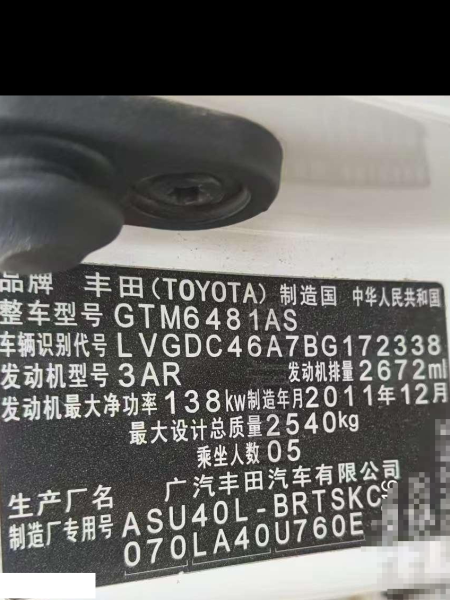 品牌 丰田(TOYOTA) 制造国 中华人民共和国
整车型号 GTM6481AS
车辆识别代号 LVGDC46A7BG172338
发动机型号 3AR 发动机排量 2672ml
发动机最大净功率 138kw 制造年月 2011年12月
最大设计总质量 2540kg
乘坐人数 05
生产厂名 广汽丰田汽车有限公司
制造厂专用号 ASU40L-BRTSKC
070LA40U760E